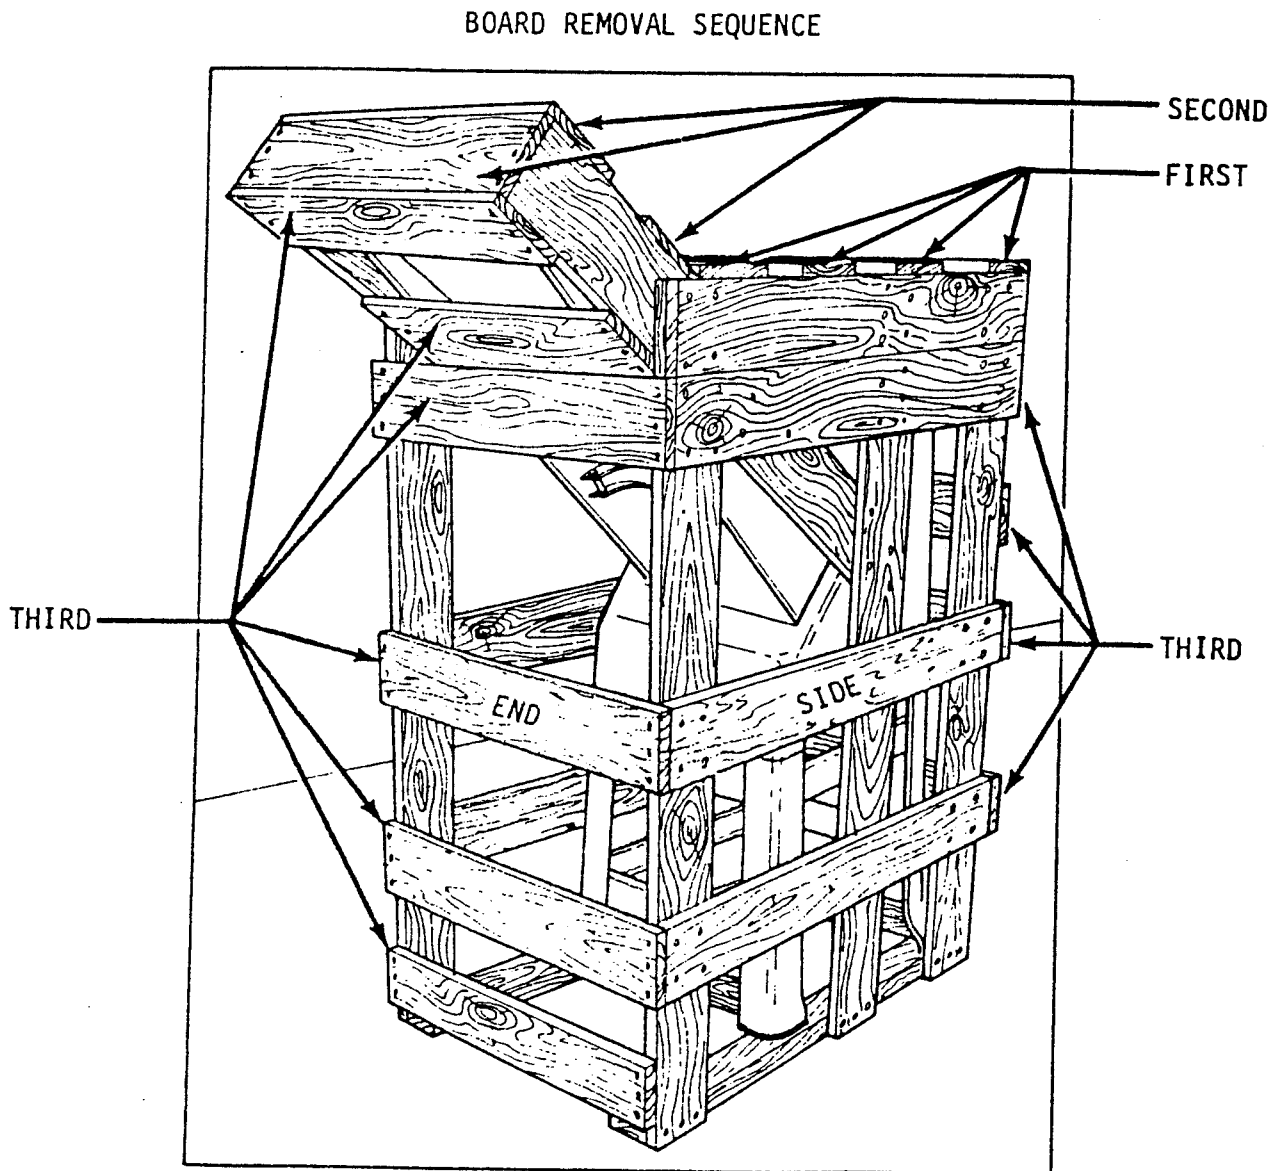 BOARD REMOVAL SEQUENCE
SECOND
FIRST
THIRD
THIRD
END
SIDE